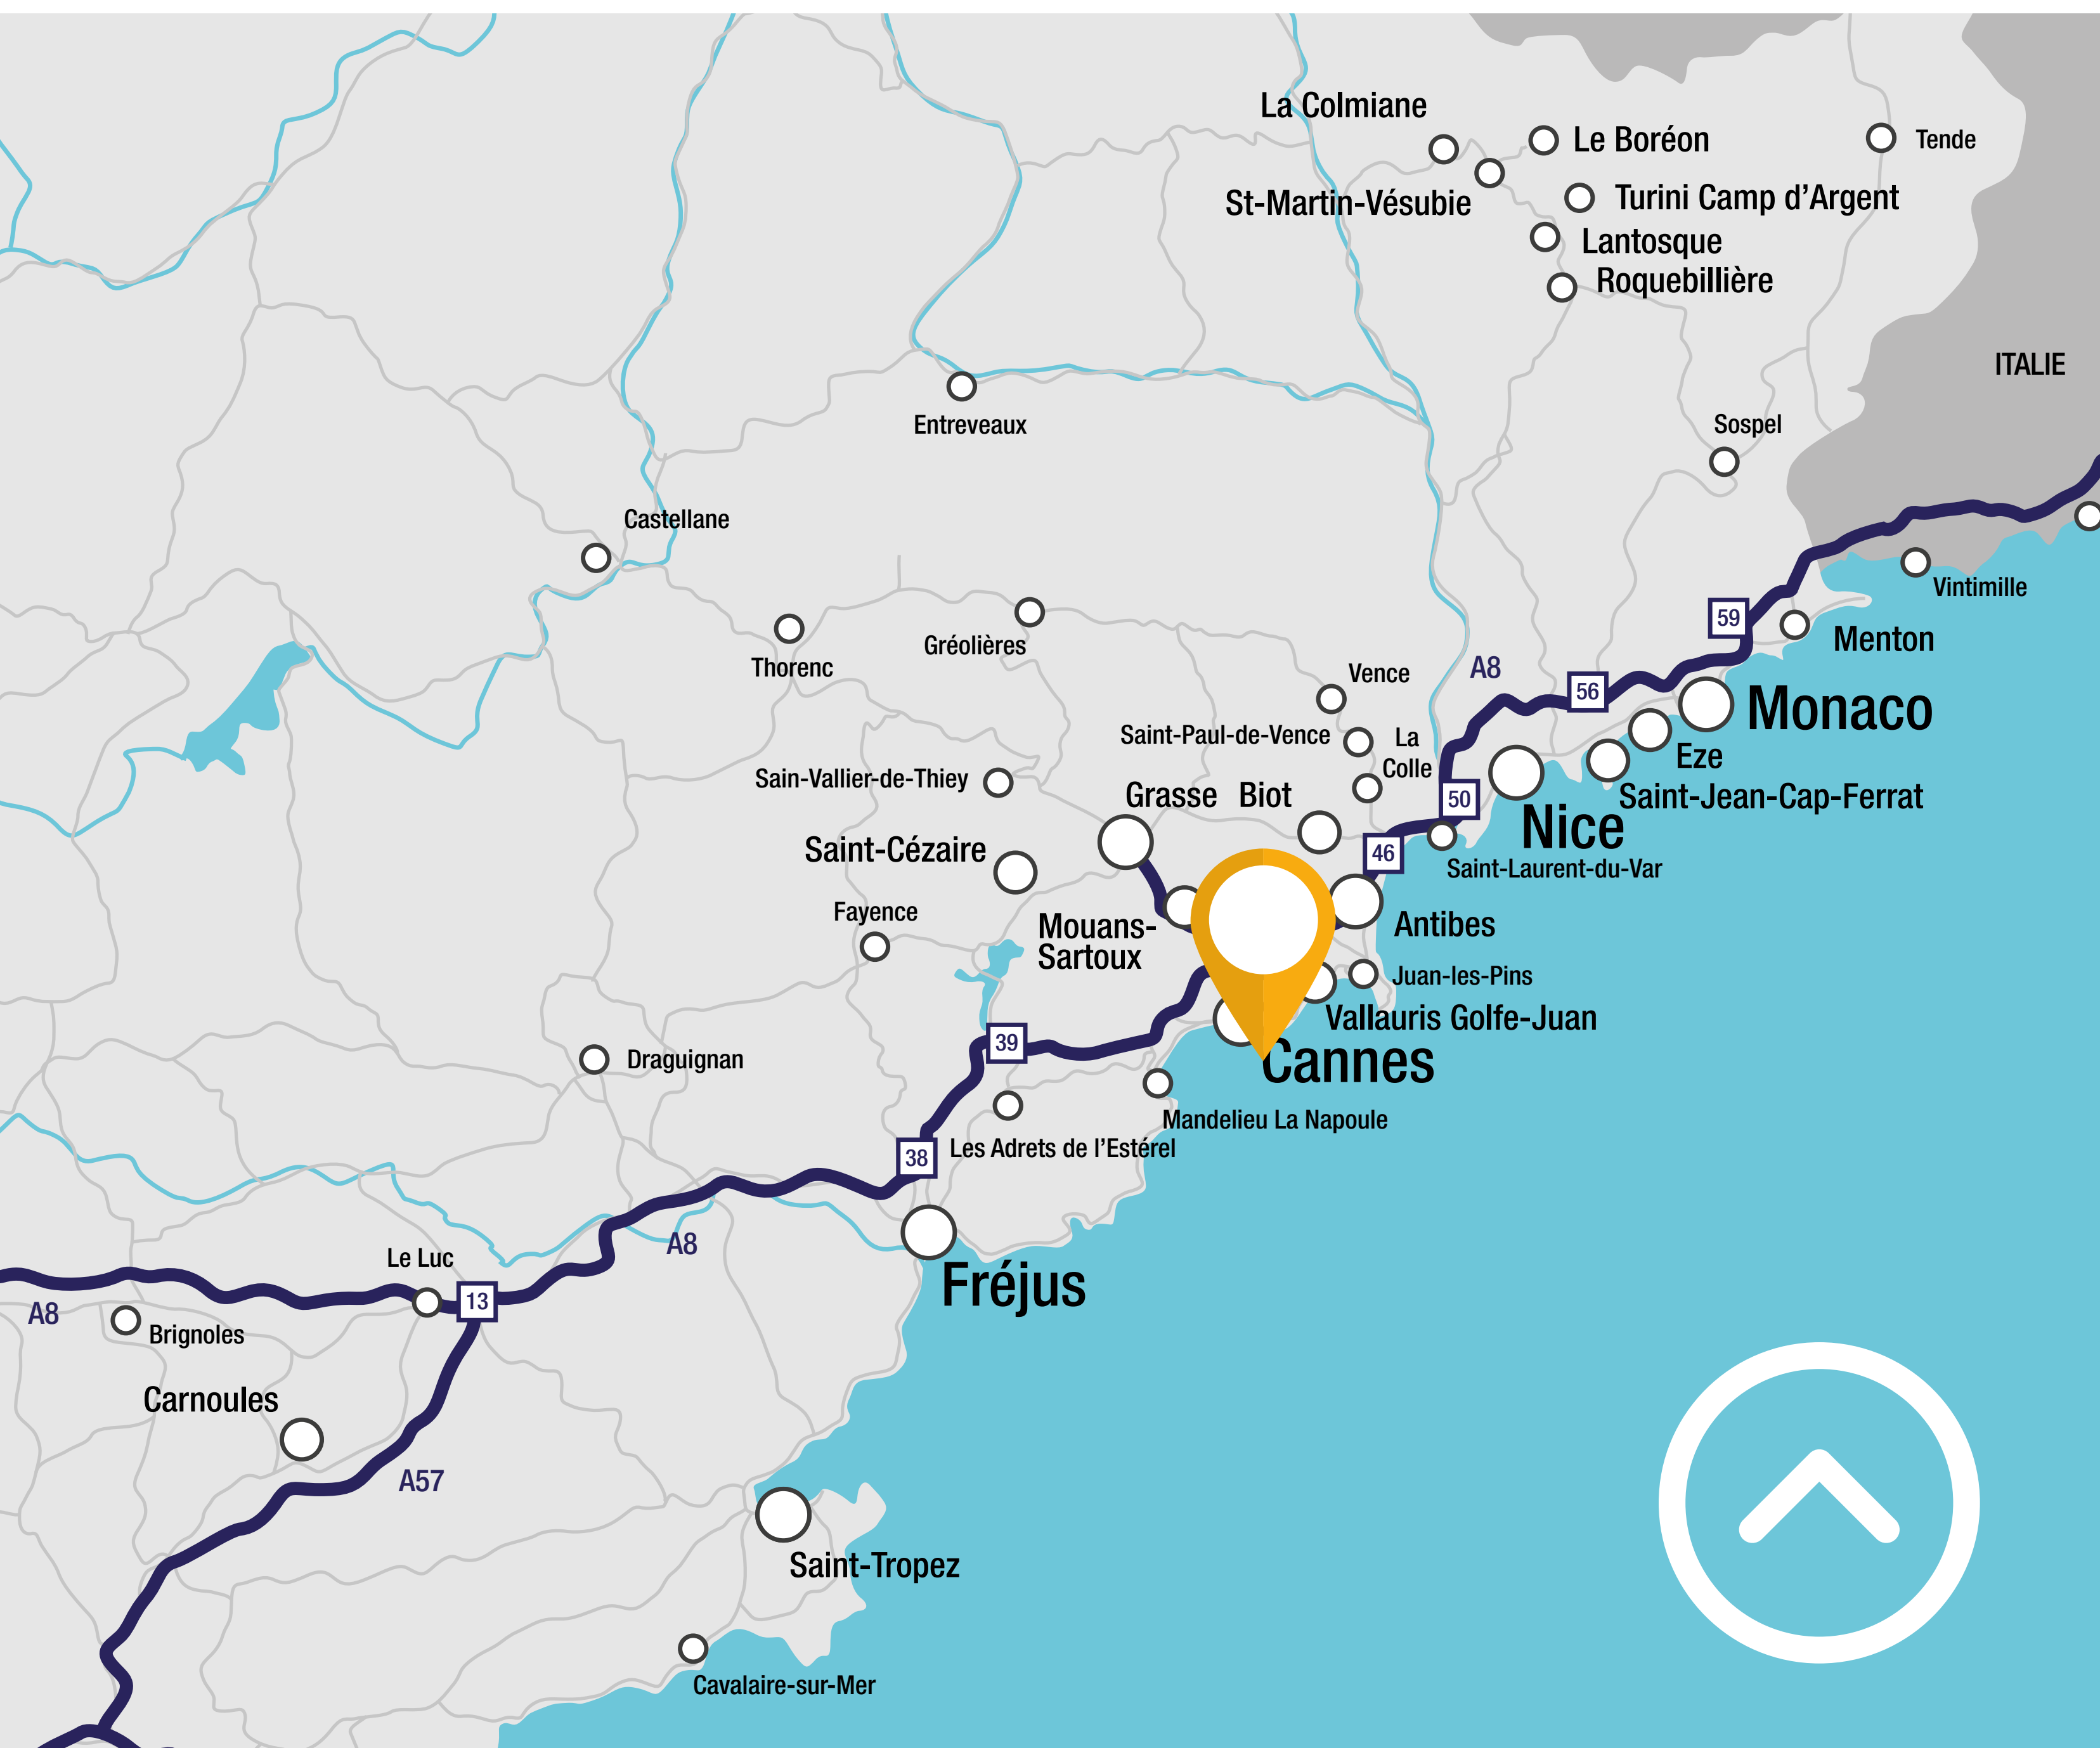 La Colmiane
Le Boréon
Tende
Turini Camp d’Argent
St-Martin-Vésubie
Lantosque
Roquebillière
ITALIE
Entreveaux
Sospel
Castellane
Vintimille
59
Menton
Gréolières
Thorenc
Vence
A8
56
Monaco
Saint-Paul-de-Vence
La
Colle
Eze
Sain-Vallier-de-Thiey
Grasse
Biot
50
Saint-Jean-Cap-Ferrat
Nice
Saint-Cézaire
46
Saint-Laurent-du-Var
Fayence
Mouans-
Sartoux
Antibes
Juan-les-Pins
Vallauris Golfe-Juan
39
Draguignan
Cannes
Mandelieu La Napoule
38
Les Adrets de l’Estérel
A8
Le Luc
Fréjus
13
A8
Brignoles
Carnoules
A57
Saint-Tropez
Cavalaire-sur-Mer